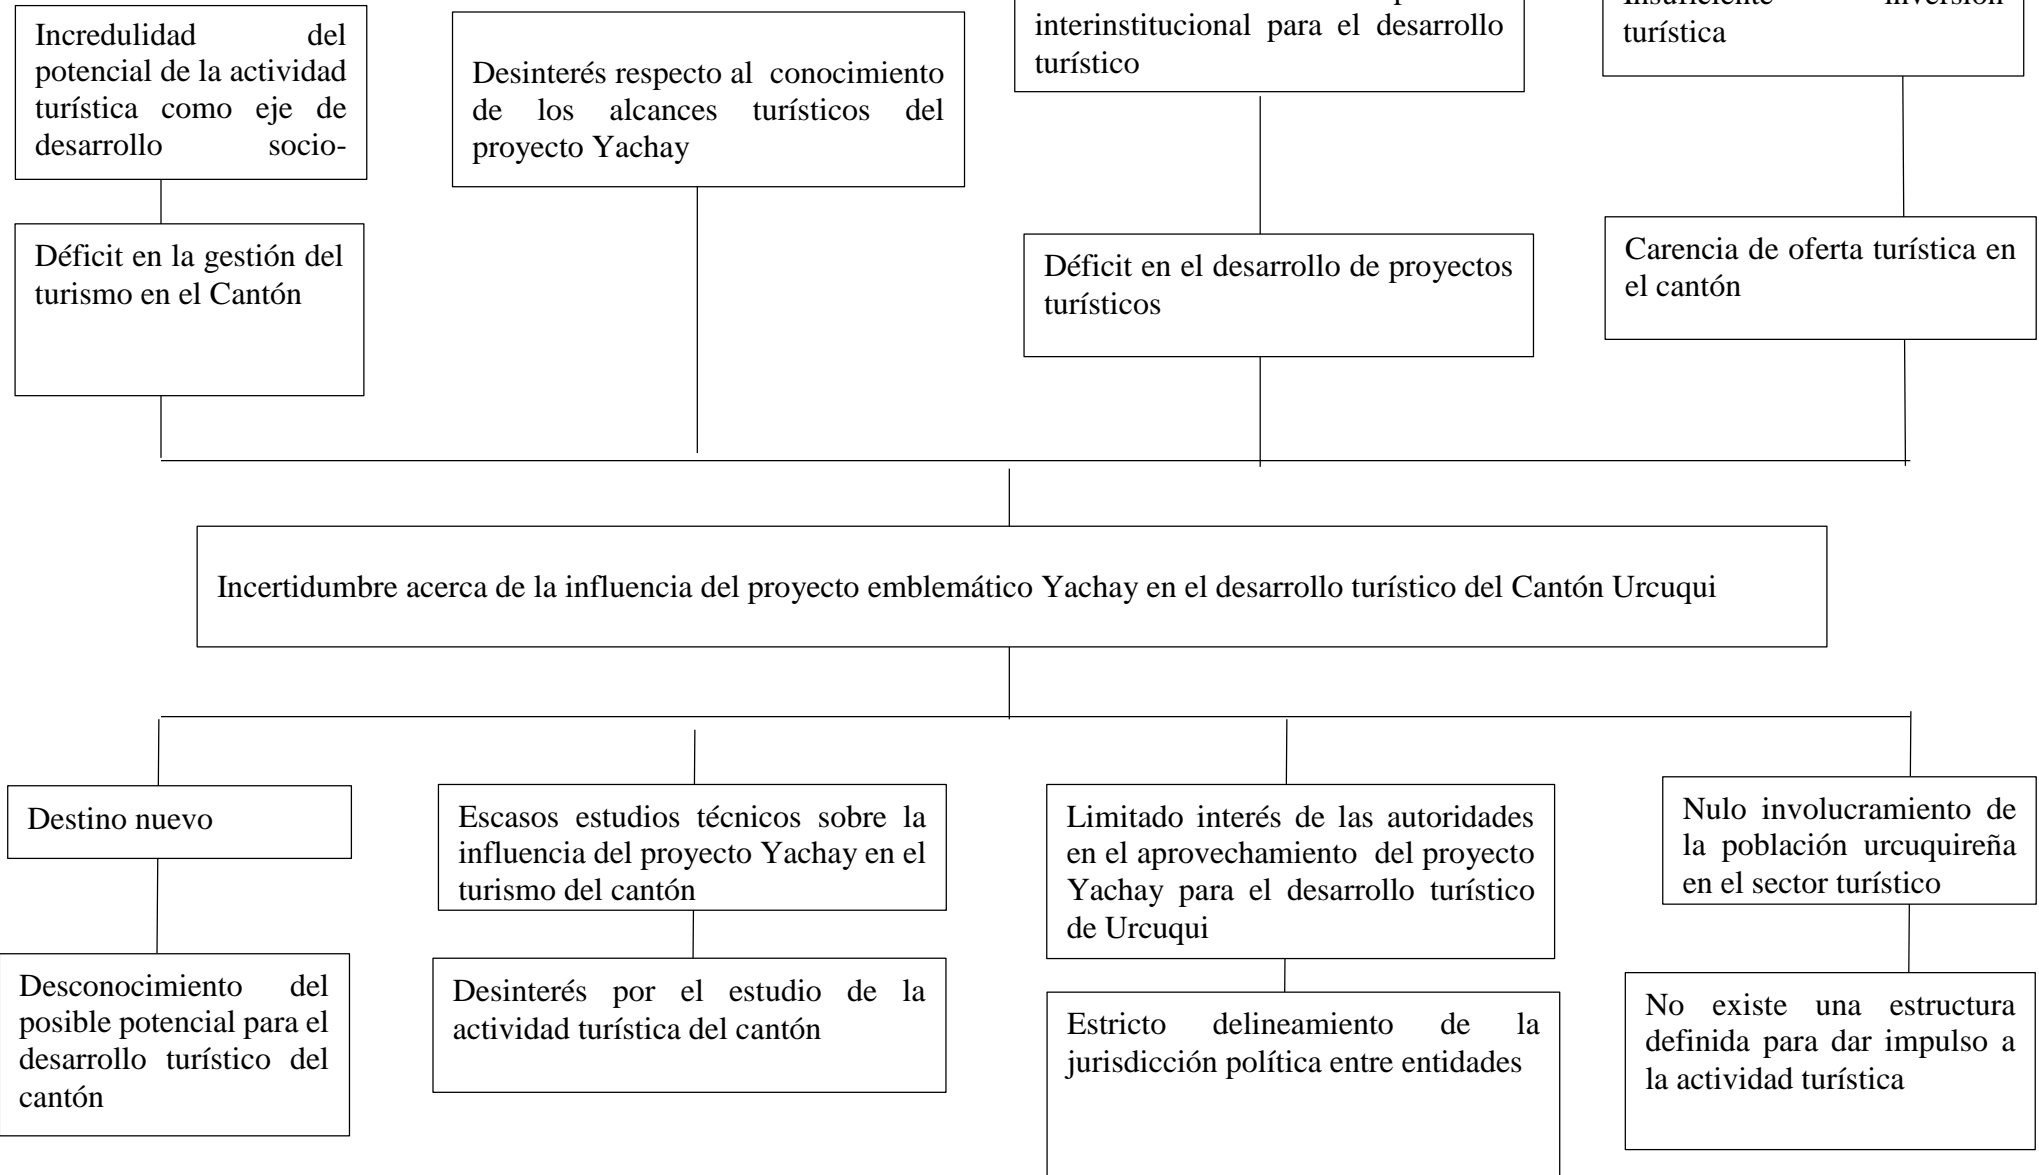 Incredulidad del
potencial de la actividad
turística como eje de
desarrollo socio-
Desinterés respecto al conocimiento
de los alcances turísticos del
proyecto Yachay
interinstitucional para el desarrollo
turístico
Insuficiente inversión
turística
Déficit en la gestión del
turismo en el Cantón
Déficit en el desarrollo de proyectos
turísticos
Carencia de oferta turística en
el cantón
Incertidumbre acerca de la influencia del proyecto emblemático Yachay en el desarrollo turístico del Cantón Urcuqui
Destino nuevo
Escasos estudios técnicos sobre la
influencia del proyecto Yachay en el
turismo del cantón
Limitado interés de las autoridades
en el aprovechamiento del proyecto
Yachay para el desarrollo turístico
de Urcuqui
Nulo involucramiento de
la población urcuquireña
en el sector turístico
Desconocimiento del
posible potencial para el
desarrollo turístico del
cantón
Desinterés por el estudio de la
actividad turística del cantón
Estricto delineamiento de la
jurisdicción política entre entidades
No existe una estructura
definida para dar impulso a
la actividad turística